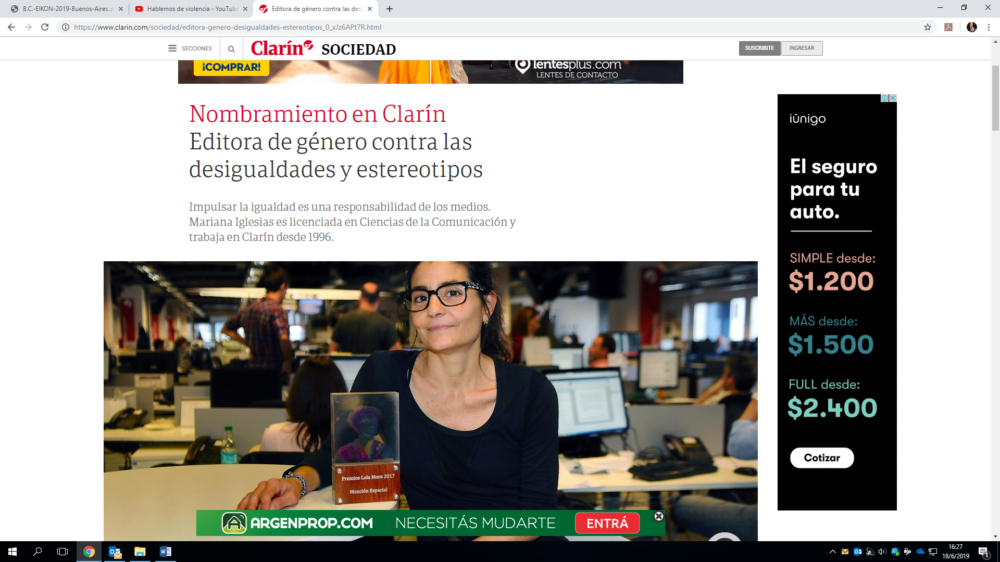 B.C.-EIKON-2019-Buenos-Aires..p
Hablemos de violencia - YouTube
Editora de género contra las des
https://www.clarin.com/sociedad/editora-genero-desigualdades-estereotipos_0_xJz6APt7R.html
SECCIONES
Clarín SOCIEDAD
SUSCRIBITE
INGRESAR
¡COMPRAR!
lentesplus.com
LENTES DE CONTACTO
Nombramiento en Clarín
Editora de género contra las
desigualdades y estereotipos
Impulsar la igualdad es una responsabilidad de los medios.
Mariana Iglesias es licenciada en Ciencias de la Comunicación y
trabaja en Clarín desde 1996.
iúnigo
El seguro
para tu
auto.
SIMPLE desde:
$1.200
MÁS desde:
$1.500
FULL desde:
$2.400
Cotizar
Premios Lola Mora 2017
Mención Especial
ARGENPROP.COM NECESITÁS MUDARTE ENTRÁ
16:27
18/6/2019
1